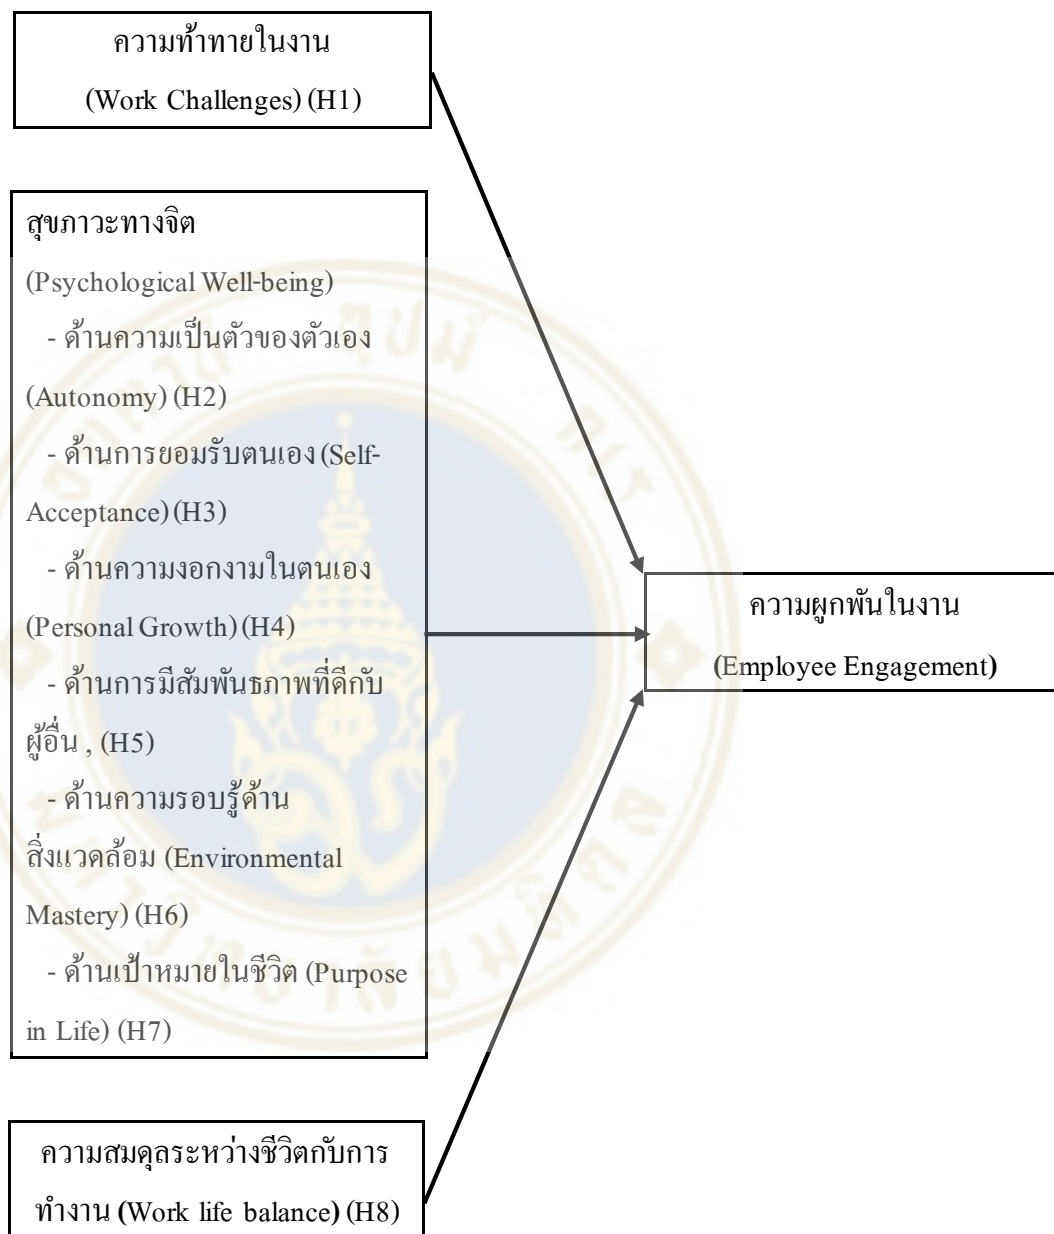 ความท้าทายในงาน
(Work Challenges) (H1)
สุขภาวะทางจิต
(Psychological Well-being)
- ด้านความเป็นตัวของตัวเอง
(Autonomy) (H2)
- ด้านการยอมรับตนเอง (Self-
Acceptance) (H3)
- ด้านความงอกงามในตนเอง
(Personal Growth) (H4)
- ด้านการมีสัมพันธภาพที่ดีกับ
ผู้อื่น , (H5)
- ด้านความรอบรู้ด้าน
สิ่งแวดล้อม (Environmental
Mastery) (H6)
- ด้านเป้าหมายในชีวิต (Purpose
in Life) (H7)
ความสมดุลระหว่างชีวิตกับการ
ทำงาน (Work life balance) (H8)
ความผูกพันในงาน
(Employee Engagement)